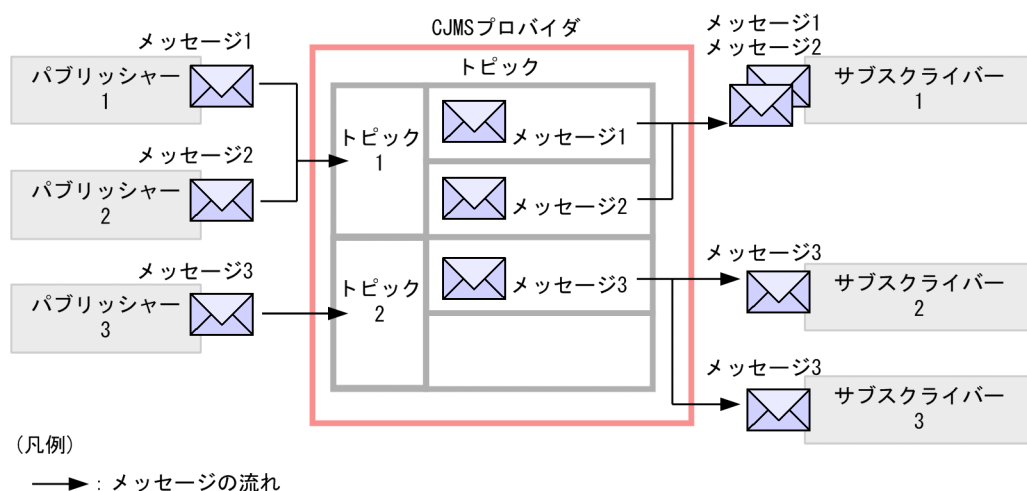 CJMSプロバイダ
トピック
メッセージ1
パブリッシャー
1
メッセージ2
パブリッシャー
2
メッセージ3
パブリッシャー
3
トピック
1
メッセージ1
メッセージ2
トピック
2
メッセージ3
メッセージ1
メッセージ2
サブスクライバー
1
メッセージ3
サブスクライバー
2
メッセージ3
サブスクライバー
3
(凡例)
:メッセージの流れ